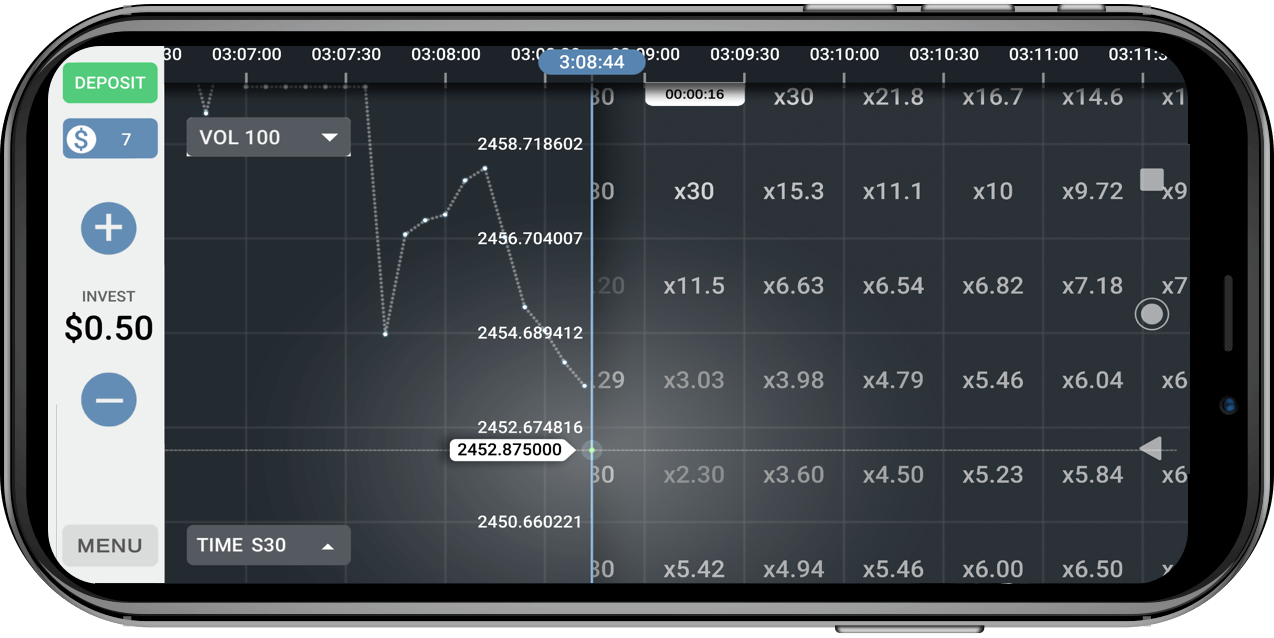 30 03:07:00 03:07:30 03:08:00 03:0 3:08:44 09:00 03:09:30 03:10:00 03:10:30 03:11:00 03:11:3
DEPOSIT
30 00:00:16 x30 x21.8 x16.7 x14.6 x1
$ 7
VOL 100
2458.718602
30 x30 x15.3 x11.1 x10 x9.72 x9
+
2456.704007
.20 x11.5 x6.63 x6.54 x6.82 x7.18 x7
INVEST
$0.50
2454.689412
.29 x3.03 x3.98 x4.79 x5.46 x6.04 x6
−
2452.674816
2452.875000
30 x2.30 x3.60 x4.50 x5.23 x5.84 x6
2450.660221
MENU
TIME S30
30 x5.42 x4.94 x5.46 x6.00 x6.50 x